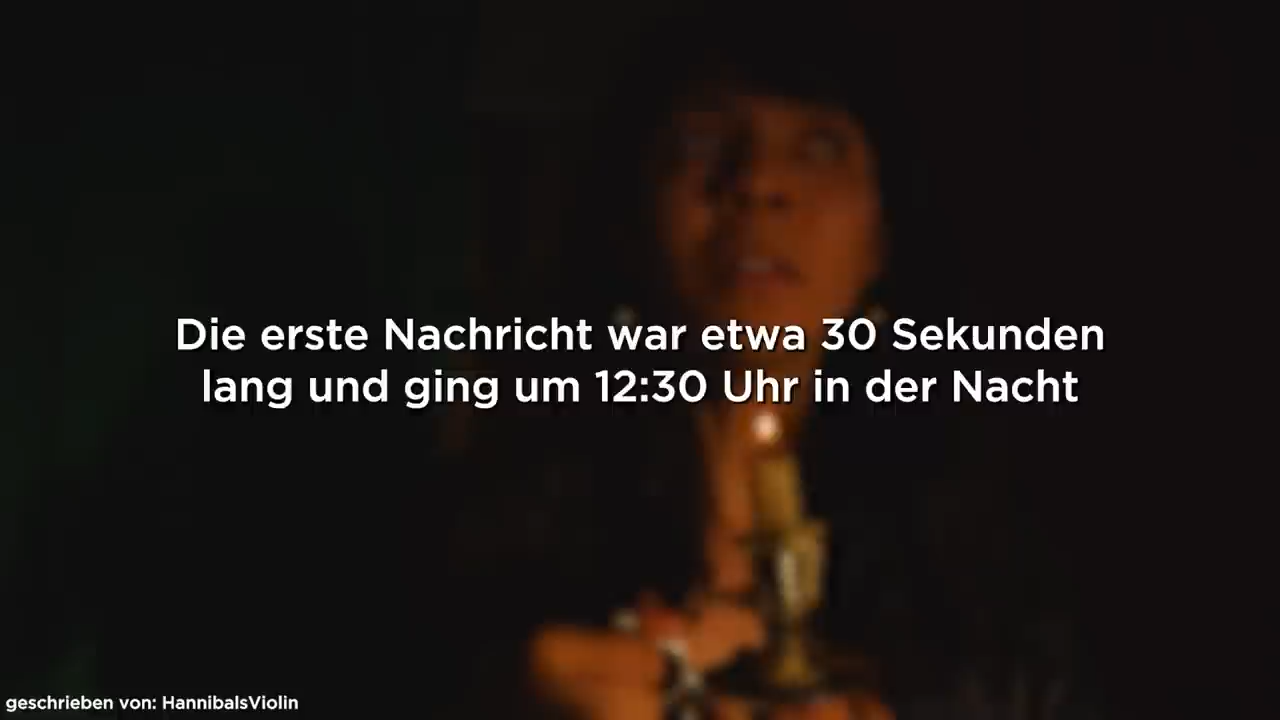 Die erste Nachricht war etwa 30 Sekunden
lang und ging um 12:30 Uhr in der Nacht
geschrieben von: HannibalsViolin